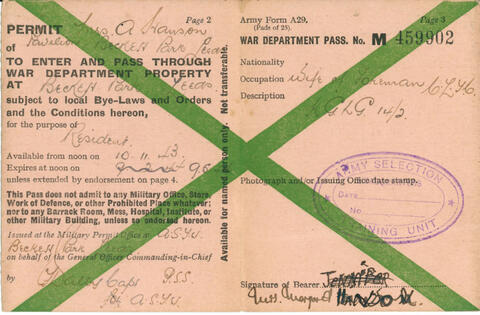 Page 2
PERMIT Mrs A Hanson
Pavilion Beckett Park Leeds
TO ENTER AND PASS THROUGH
WAR DEPARTMENT PROPERTY
AT Beckett Park Leeds
subject to local Bye-Laws and Orders
and the Conditions hereon,
for the purpose of
Resident
Available from noon on 10.11.43.
Expires at noon on
unless extended by endorsement on page 4.
This Pass does not admit to any Military Office, Store,
Work of Defence, or other Prohibited Place whatever;
nor to any Barrack Room, Mess, Hospital, Institute, or
other Military Building, unless so endorsed hereon.
Issued at the Military Permit Office at
Beckett Park Leeds
on behalf of the General Officer Commanding-in-Chief
by Capt
Available for named person only. Not transferable.
Army Form A29.
Page 3
(Pads of 25).
WAR DEPARTMENT PASS. No. M 459902
Nationality
Occupation Wife of Foreman
Description
ARMY SELECTION
Date
No.
TRAINING UNIT
Photograph and/or Issuing Office date stamp.
Signature of Bearer
Mrs